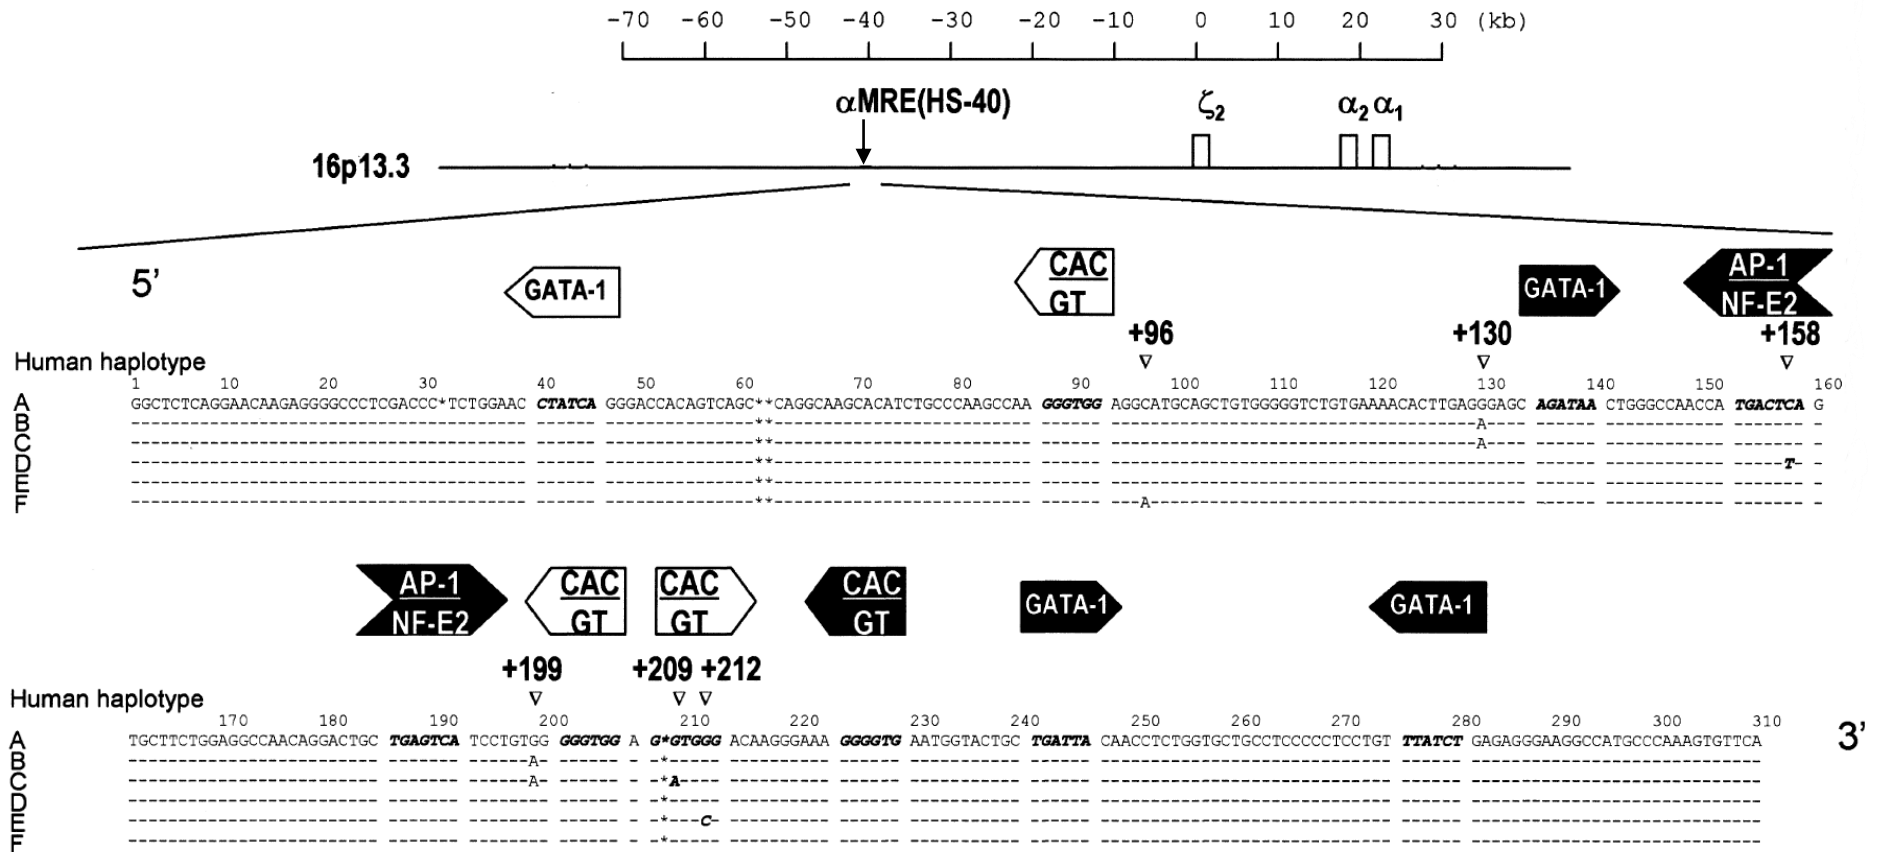 -70 -60 -50 -40 -30 -20 -10 0 10 20 30 (kb)
αMRE(HS-40) ζ2 α2 α1
16p13.3
5’ GATA-1 CAC GT GATA-1 AP-1 NF-E2
+96 +130 +158
Human haplotype
1 10 20 30 40 50 60 70 80 90 100 110 120 130 140 150 160
A GGCTCTCAGGAACAAGAGGGGCCCTCGACCC*TCTGGAAC CTATCA GGGACCACAGTCAGC**CAGGCAAGCACATCTGCCCAAGCCAA GGGTGG AGGCATGCAGCTGTGGGGGTCTGTGAAAACACTTGAGGGAGC AGATAA CTGGGCCAACCA TGACTCA G
B ** A
C ** A
D ** T
E **
F ** A
AP-1 NF-E2 CAC GT CAC GT CAC GT GATA-1 GATA-1
+199 +209 +212
Human haplotype
170 180 190 200 210 220 230 240 250 260 270 280 290 300 310
A TGCTTCTGGAGGCCAACAGGACTGC TGAGTCA TCCTGTGG GGGTGG A G*GTGGG ACAAGGGAAA GGGGTG AATGGTACTGC TGATTA CAACCTCTGGTGCTGCCTCCCCCTCCTGT TTATCT GAGAGGGAAGGCCATGCCCAAAGTGTTCA 3’
B A *
C A *A
D *
E * C
F *